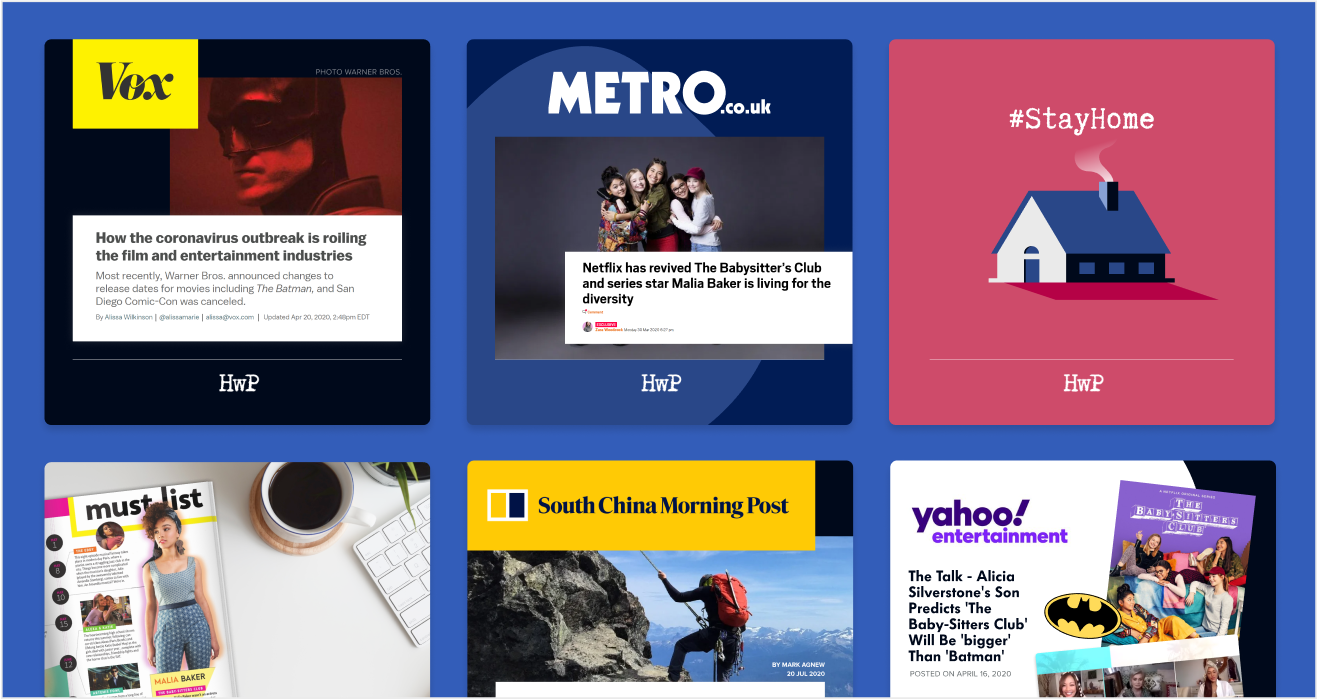 Vox
PHOTO WARNER BROS.
How the coronavirus outbreak is roiling
the film and entertainment industries
Most recently, Warner Bros. announced changes to
release dates for movies including The Batman, and San
Diego Comic-Con was canceled.
By Alissa Wilkinson | @alissamarie | alissa@vox.com | Updated Apr 20, 2020, 2:48pm EDT
HwP
METRO.co.uk
Netflix has revived The Babysitter's Club
and series star Malia Baker is living for the
diversity
HwP
#StayHome
HwP
must list
1
8
10
15
12
MALIA BAKER
THE BABY-SITTERS CLUB
South China Morning Post
BY MARK AGNEW
20 JUL 2020
yahoo!
entertainment
The Talk - Alicia
Silverstone's Son
Predicts 'The
Baby-Sitters Club'
Will Be 'bigger'
Than 'Batman'
POSTED ON APRIL 16, 2020
A NETFLIX ORIGINAL SERIES
THE
BABY-SITTERS
CLUB